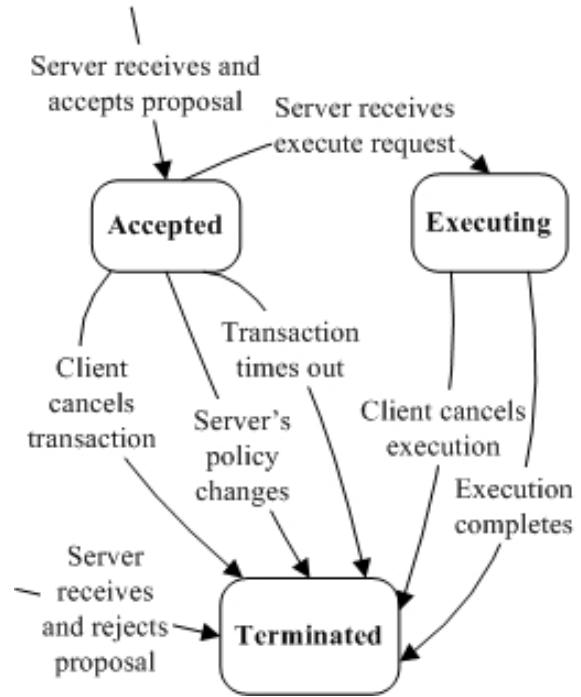 Server receives and
accepts proposal
Server receives
execute request
Accepted
Executing
Client
cancels
transaction
Server’s
policy
changes
Transaction
times out
Client cancels
execution
Execution
completes
Server
receives
and rejects
proposal
Terminated